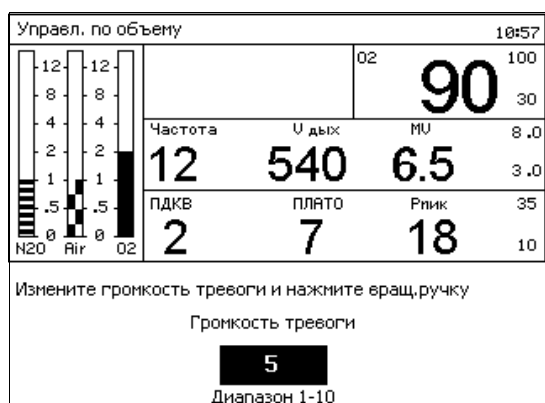 Управл. по объему 10:57
12 12 O2 90 100
8 8 30
4 4 Частота V дых MV 8.0
2 2 12 540 6.5
1 1 3.0
.5 .5 ПДКВ ПЛАТО Рпик 35
0 0 2 7 18 10
N2O Air O2
Измените громкость тревоги и нажмите вращ.ручку
Громкость тревоги
5
Диапазон 1-10